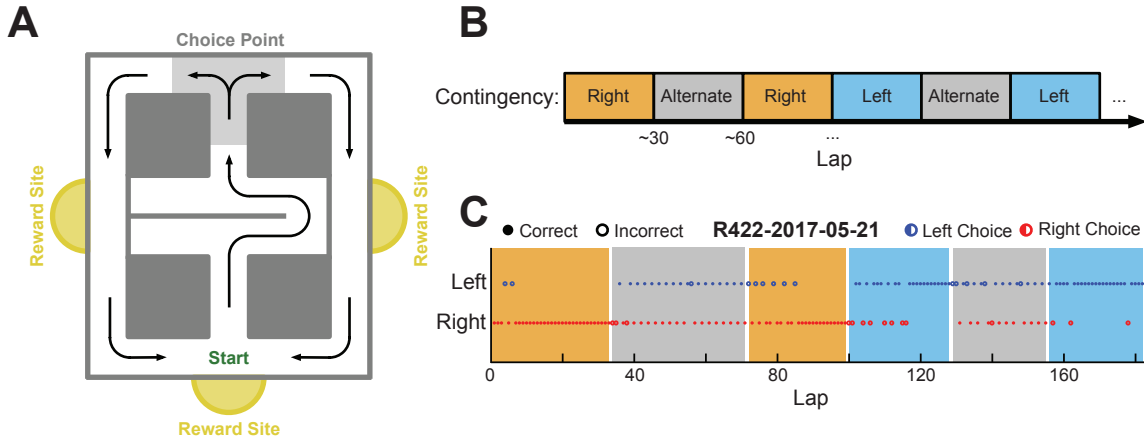 A
Choice Point
Reward Site
Reward Site
Start
Reward Site
B
Contingency: Right Alternate Right Left Alternate Left ...
~30 ~60 ...
Lap
C
Correct Incorrect R422-2017-05-21 Left Choice Right Choice
Left
Right
0 40 80 120 160
Lap